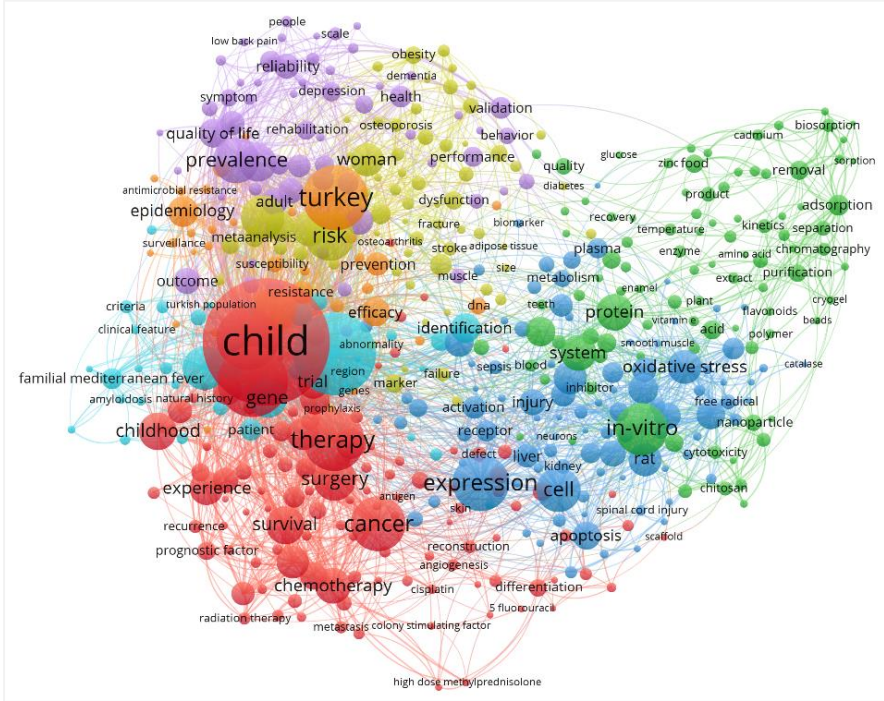 people
low back pain
scale
reliability
obesity
dementia
symptom
depression
health
validation
quality of life
rehabilitation
osteoporosis
behavior
prevalence
woman
performance
quality
glucose
zinc
food
cadmium
biosorption
removal
sorption
antimicrobial resistance
adult
turkey
dysfunction
diabetes
product
adsorption
epidemiology
metaanalysis
risk
fracture
biomarker
recovery
temperature
kinetics
separation
surveillance
osteoarthritis
stroke
adipose tissue
plasma
enzyme
amino acid
chromatography
susceptibility
prevention
muscle
size
metabolism
extract
purification
outcome
resistance
enamel
criteria
turkish population
efficacy
dna
teeth
protein
plant
flavonoids
cryogel
clinical feature
child
abnormality
identification
vitamin e
acid
polymer
beads
smooth muscle
familial mediterranean fever
trial
region
failure
sepsis
blood
system
oxidative stress
catalase
amyloidosis
natural history
gene
genes
marker
inhibitor
prophylaxis
activation
injury
free radical
childhood
patient
therapy
receptor
neurons
in-vitro
nanoparticle
defect
liver
kidney
rat
cytotoxicity
experience
surgery
antigen
expression
cell
chitosan
skin
spinal cord injury
recurrence
survival
cancer
apoptosis
scaffold
prognostic factor
reconstruction
angiogenesis
chemotherapy
cisplatin
differentiation
5 fluorouracil
radiation therapy
metastasis
colony stimulating factor
high dose methylprednisolone